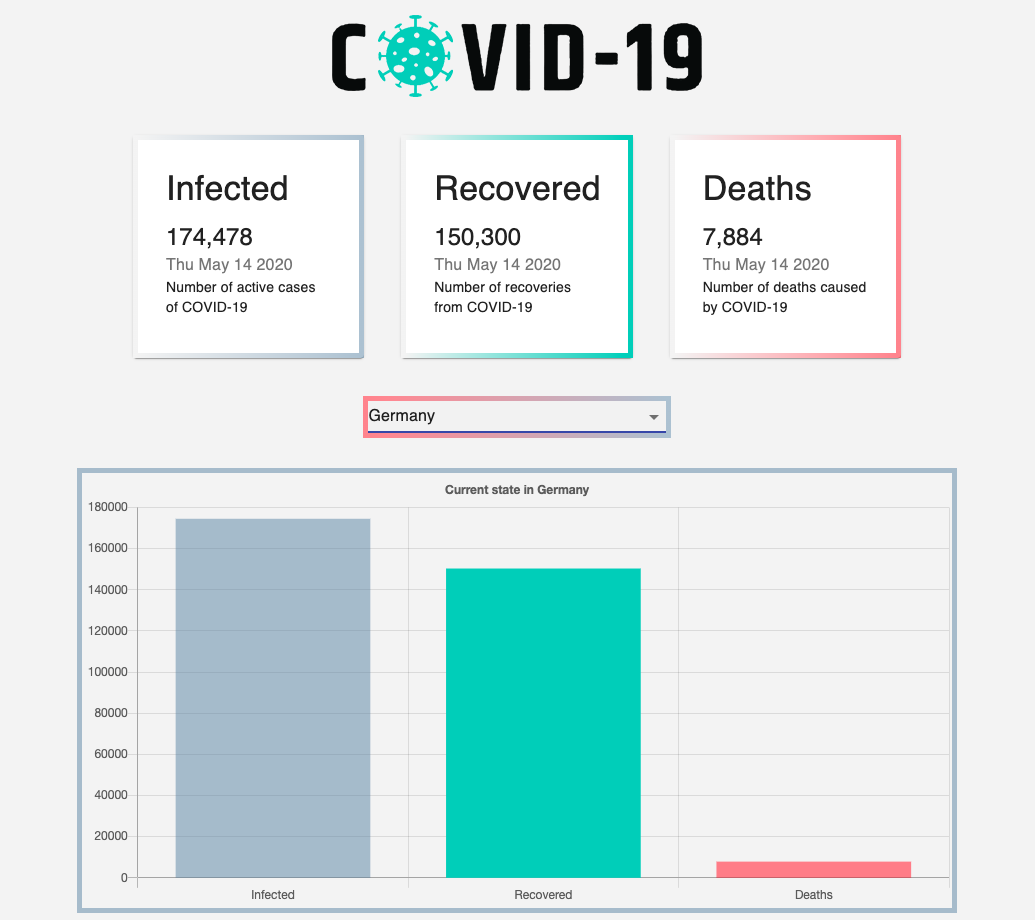 COVID-19
Infected
174,478
Thu May 14 2020
Number of active cases
of COVID-19
Recovered
150,300
Thu May 14 2020
Number of recoveries
from COVID-19
Deaths
7,884
Thu May 14 2020
Number of deaths caused
by COVID-19
Germany
Current state in Germany
180000
160000
140000
120000
100000
80000
60000
40000
20000
0
Infected
Recovered
Deaths